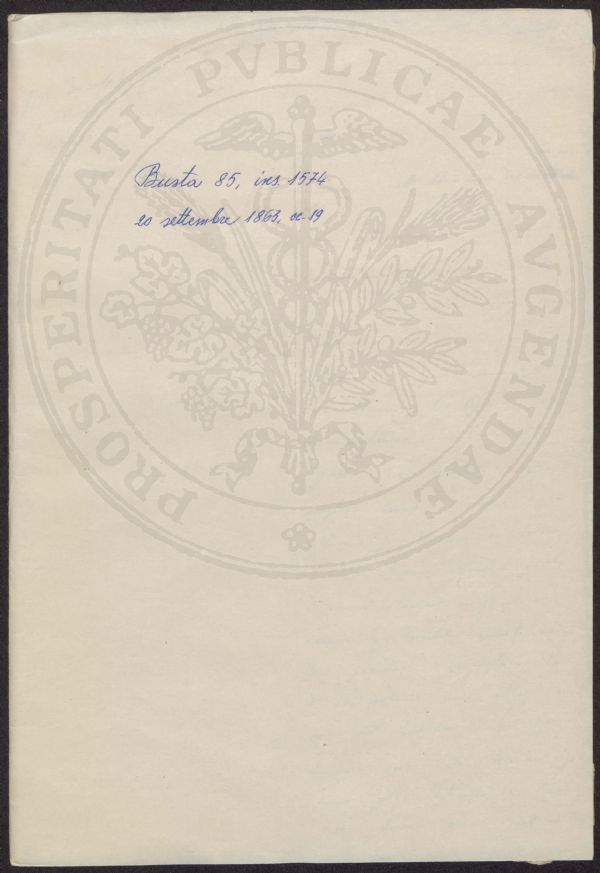 PROSPERITATI PVBLICAE AVGENDAE
Busta 85, ins. 1574
20 settembre 1863, cc. 19